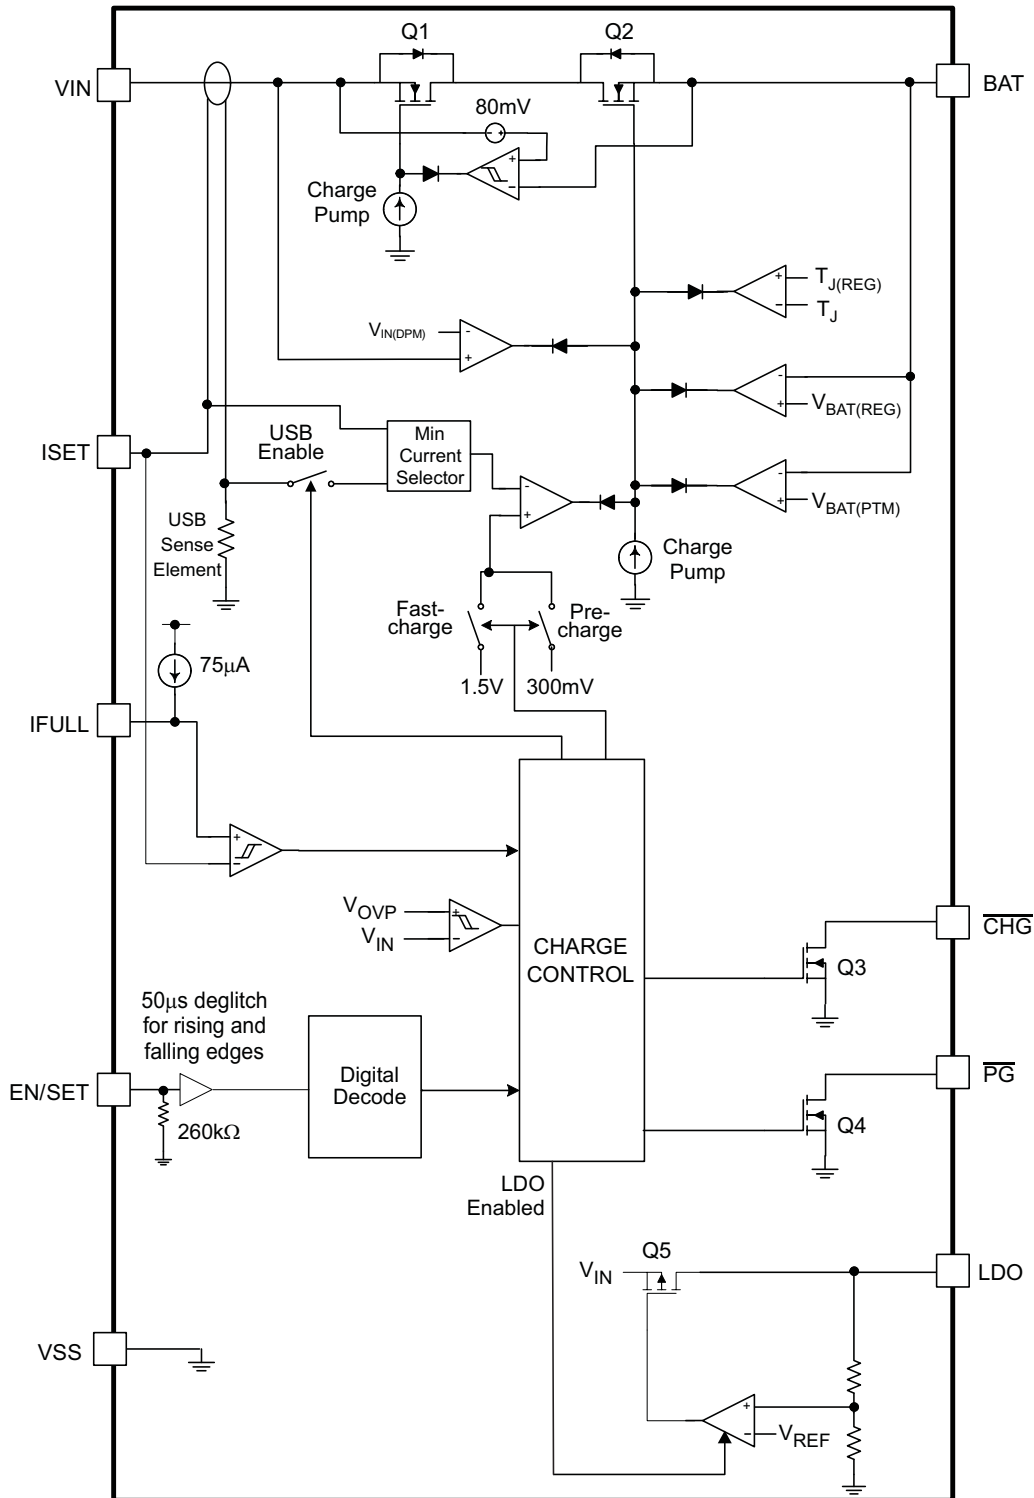 Q1
Q2
VIN
BAT
80mV
- +
+
-
Charge
Pump
+
-
TJ(REG)
TJ
VIN(DPM)
-
+
-
+
VBAT(REG)
ISET
USB
Enable
Min
Current
Selector
-
+
-
+
VBAT(PTM)
USB
Sense
Element
Charge
Pump
Fast-
charge
Pre-
charge
75µA
1.5V
300mV
IFULL
+
-
VOVP
VIN
+
-
CHARGE
CONTROL
CHG
Q3
50µs deglitch
for rising and
falling edges
EN/SET
260kΩ
Digital
Decode
PG
Q4
LDO
Enabled
Q5
VIN
LDO
VSS
+
-
VREF